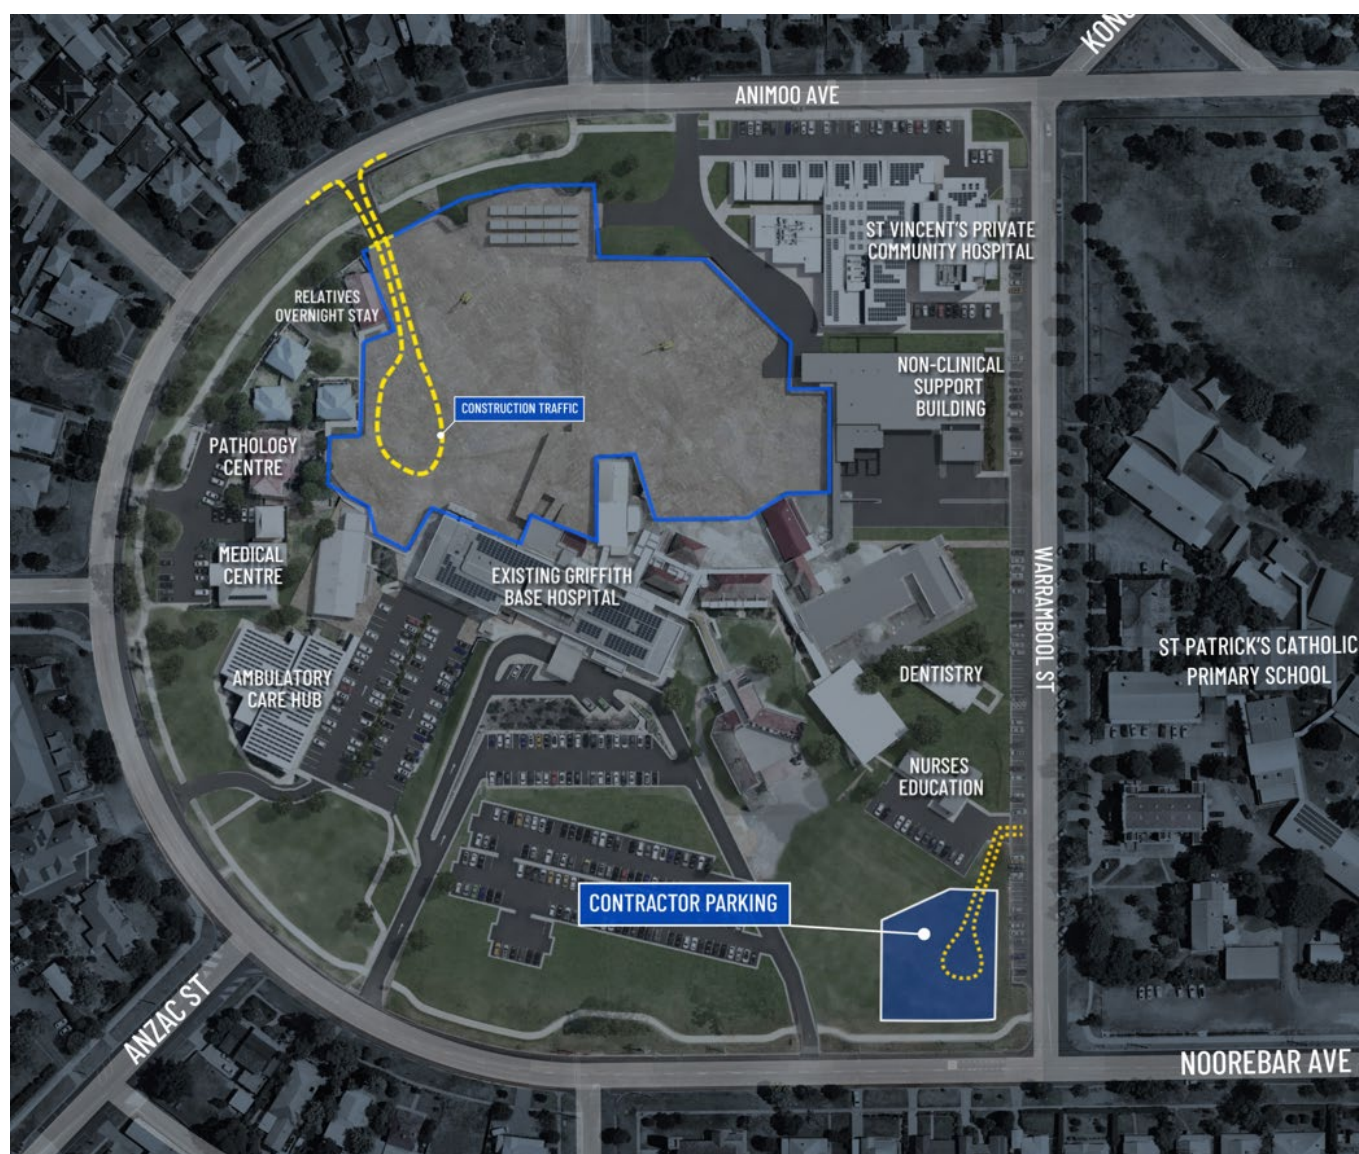 KONG
ANIMOO AVE
ST VINCENT'S PRIVATE
COMMUNITY HOSPITAL
RELATIVES
OVERNIGHT STAY
NON-CLINICAL
SUPPORT
BUILDING
CONSTRUCTION TRAFFIC
PATHOLOGY
CENTRE
MEDICAL
CENTRE
EXISTING GRIFFITH
BASE HOSPITAL
WARRAMBOOL ST
ST PATRICK'S CATHOLIC
PRIMARY SCHOOL
AMBULATORY
CARE HUB
DENTISTRY
NURSES
EDUCATION
CONTRACTOR PARKING
ANZAC ST
NOOREBAR AVE